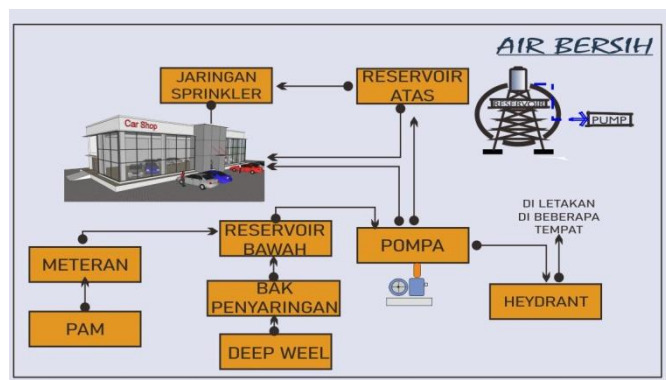 AIR BERSIH
JARINGAN
SPRINKLER
RESERVOIR
ATAS
RESERVOIR
PUMP
Car Shop
DI LETAKAN
DI BEBERAPA
TEMPAT
RESERVOIR
BAWAH
POMPA
METERAN
BAK
PENYARINGAN
HEYDRANT
PAM
DEEP WEEL